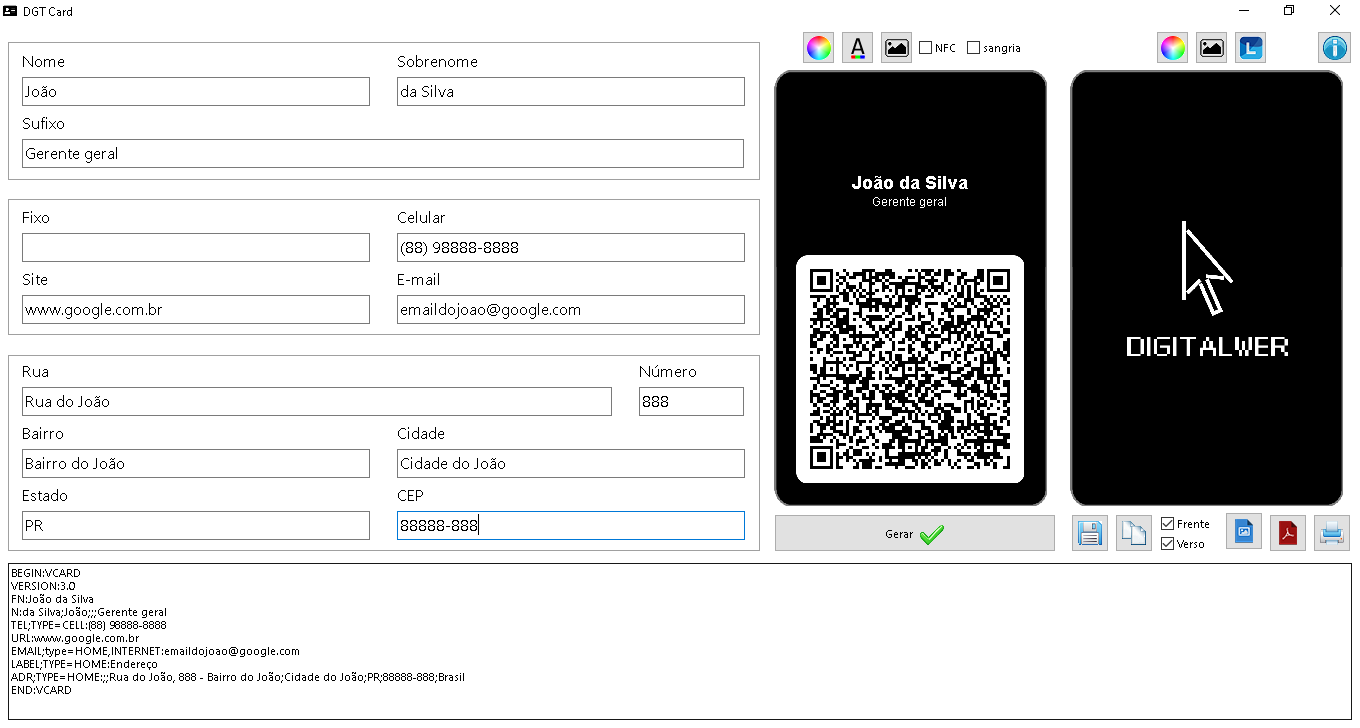 DGT Card
Nome
Sobrenome
João
da Silva
Sufixo
Gerente geral
Fixo
Celular
(88) 98888-8888
Site
E-mail
www.google.com.br
emaildojoao@google.com
Rua
Número
Rua do João
888
Bairro
Cidade
Bairro do João
Cidade do João
Estado
CEP
PR
88888-888
A
NFC
sangria
João da Silva
Gerente geral
Gerar
L
i
DIGITALWER
Frente
Verso
BEGIN:VCARD
VERSION:3.0
FN:João da Silva
N:da Silva;João;;;Gerente geral
TEL;TYPE=CELL:(88) 98888-8888
URL:www.google.com.br
EMAIL;type=HOME,INTERNET:emaildojoao@google.com
LABEL;TYPE=HOME:Endereço
ADR;TYPE=HOME:;;Rua do João, 888 - Bairro do João;Cidade do João;PR;88888-888;Brasil
END:VCARD